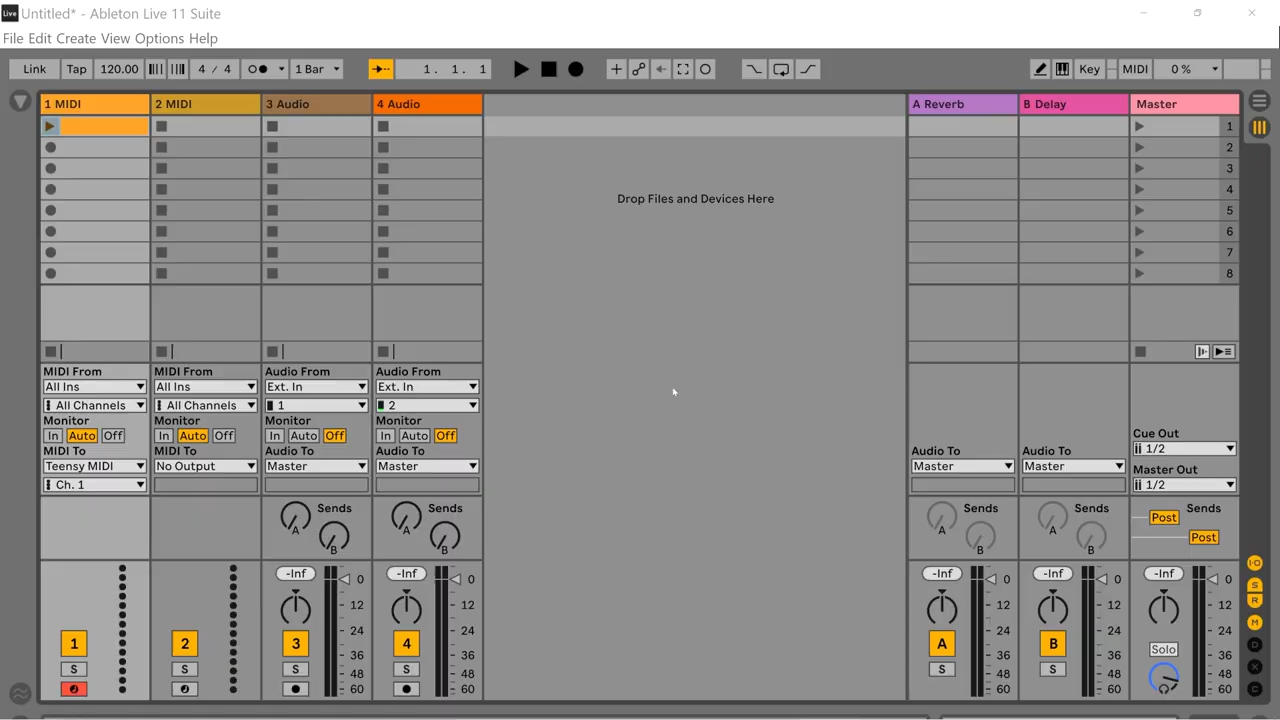 Live Untitled* - Ableton Live 11 Suite
File Edit Create View Options Help
Link Tap 120.00 4 / 4 1 Bar 1. 1. 1 Key MIDI 0 %
1 MIDI 2 MIDI 3 Audio 4 Audio A Reverb B Delay Master
1
2
3
4
5
6
7
8
Drop Files and Devices Here
MIDI From MIDI From Audio From Audio From
All Ins All Ins Ext. In Ext. In
All Channels All Channels 1 2
Monitor Monitor Monitor Monitor
In Auto Off In Auto Off In Auto Off In Auto Off
Cue Out
1/2
MIDI To MIDI To Audio To Audio To Audio To Audio To
Teensy MIDI No Output Master Master Master Master
Master Out
Ch. 1 1/2
Sends Sends Sends Sends Sends
A B A B A B A B Post Post
-Inf -Inf -Inf -Inf -Inf
0 0 0 0 0
12 12 12 12 12
24 24 24 24 24
36 36 36 36 36
48 48 48 48 48
60 60 60 60 60
1 2 3 4 A B Solo
S S S S S S
I·O
S
R
M
D
X
C